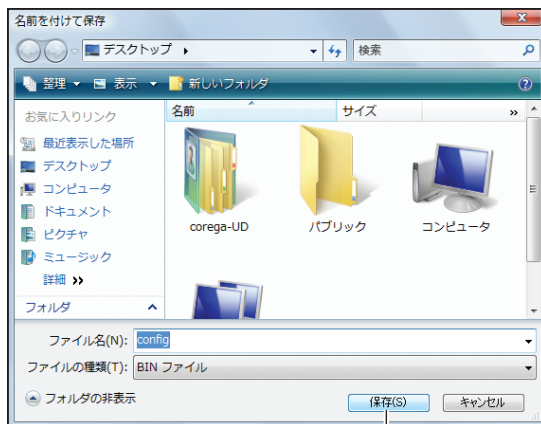 名前を付けて保存
デスクトップ
検索
整理 表示 新しいフォルダ
お気に入りリンク
最近表示した場所
デスクトップ
コンピュータ
ドキュメント
ピクチャ
ミュージック
詳細 »
フォルダ
名前 サイズ »
corega-UD パブリック コンピュータ
ファイル名(N): config
ファイルの種類(T): BIN ファイル
フォルダの非表示 保存(S) キャンセル